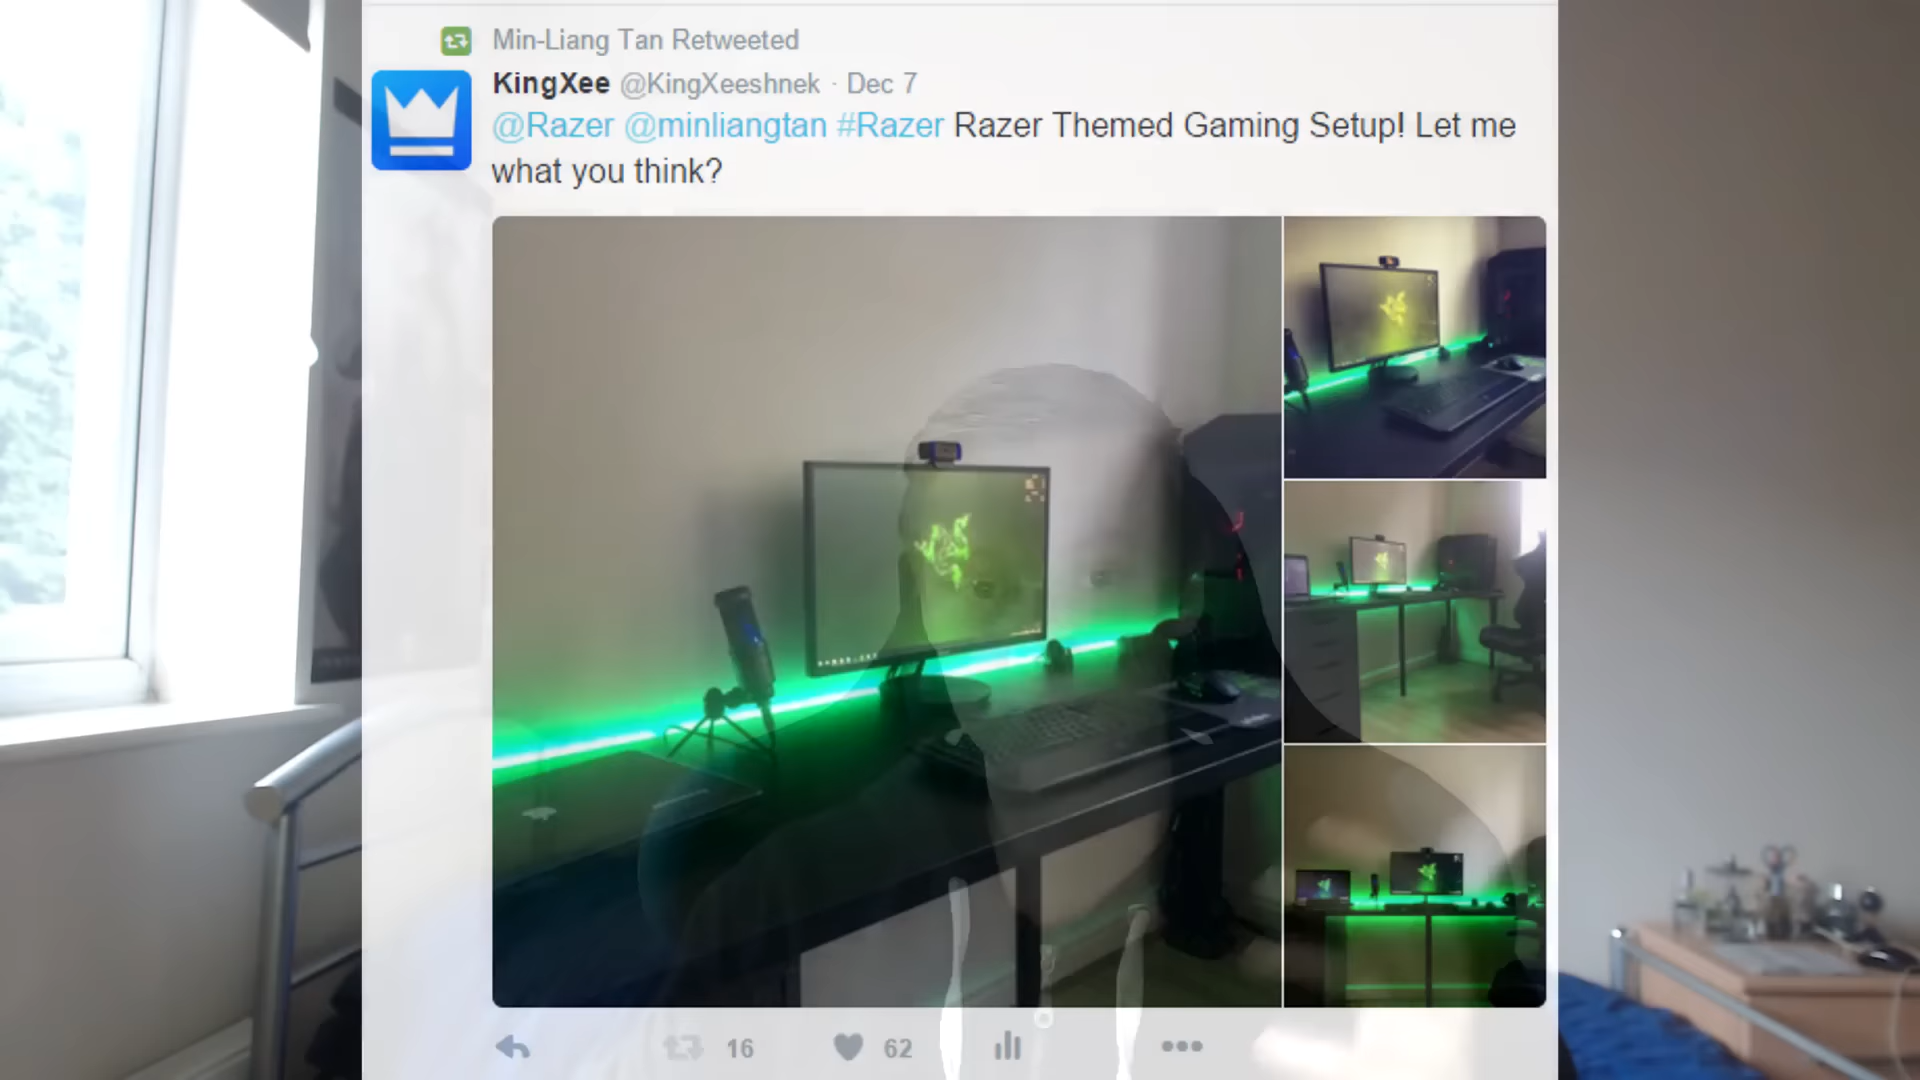 Min-Liang Tan Retweeted
KingXee @KingXeeshnek · Dec 7
@Razer @minliangtan #Razer Razer Themed Gaming Setup! Let me
what you think?
16 62